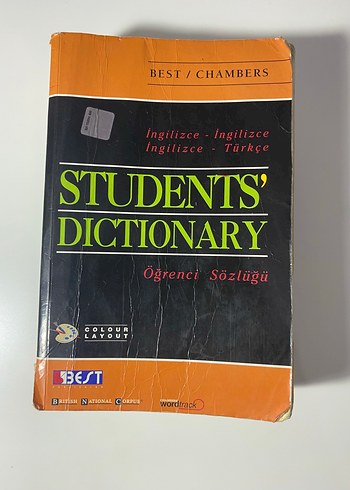 BEST / CHAMBERS
İngilizce - İngilizce
İngilizce - Türkçe
STUDENTS'
DICTIONARY
Öğrenci Sözlüğü
COLOUR
LAYOUT
BEST
BRITISH NATIONAL CORPUS
wordtrack